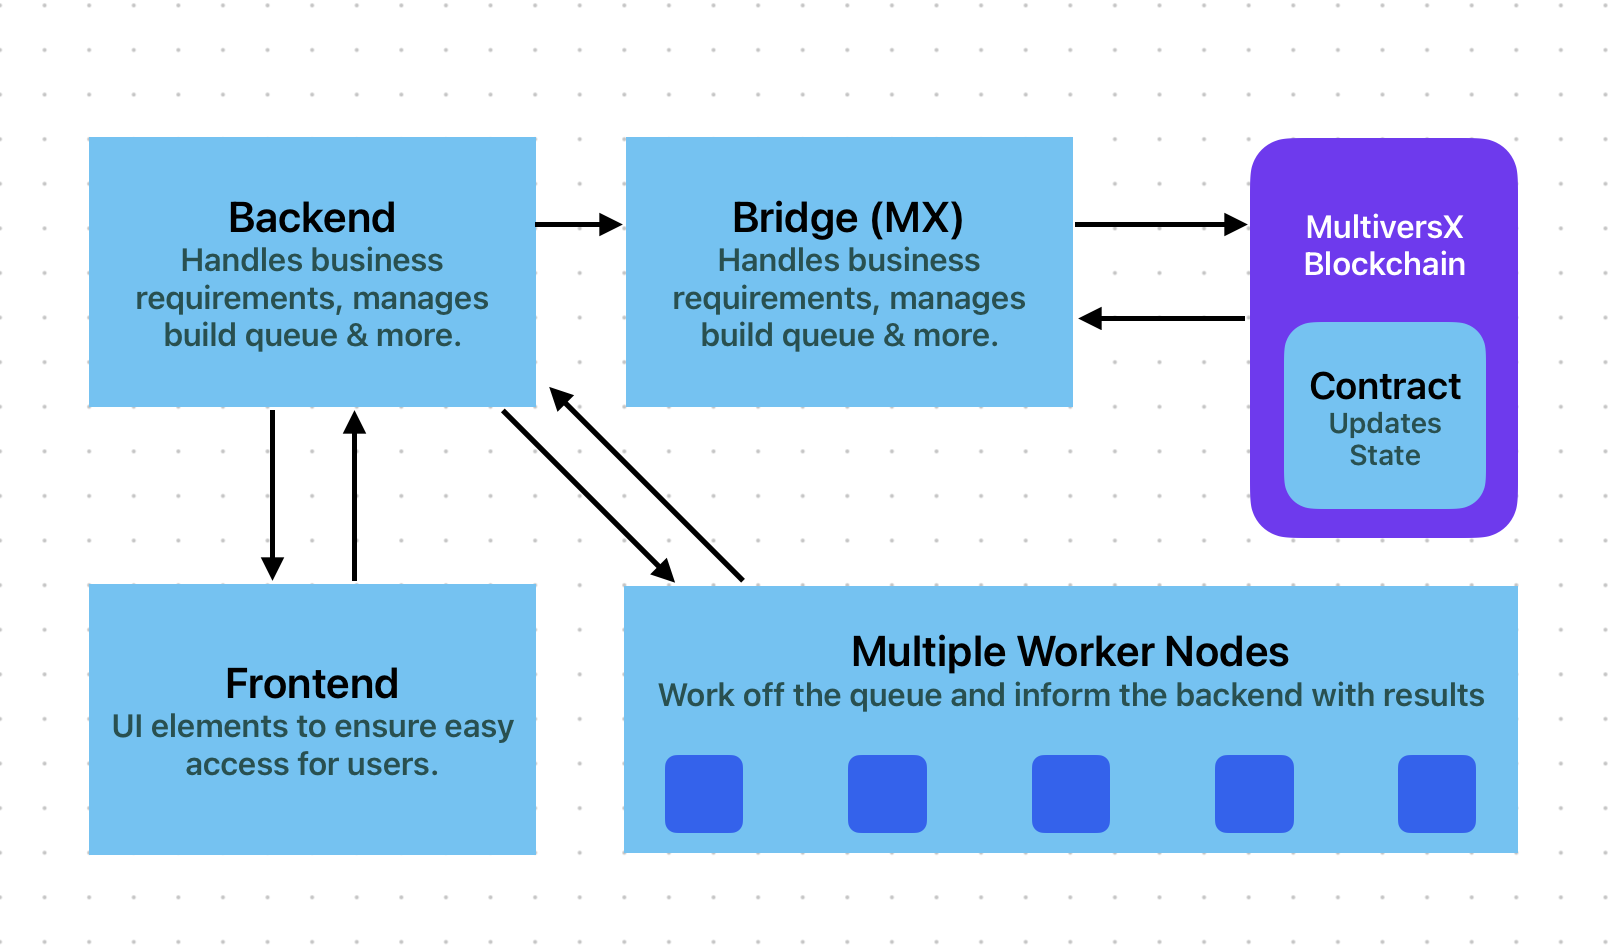 Backend
Handles business
requirements, manages
build queue & more.
Bridge (MX)
Handles business
requirements, manages
build queue & more.
MultiversX
Blockchain
Contract
Updates
State
Frontend
UI elements to ensure easy
access for users.
Multiple Worker Nodes
Work off the queue and inform the backend with results